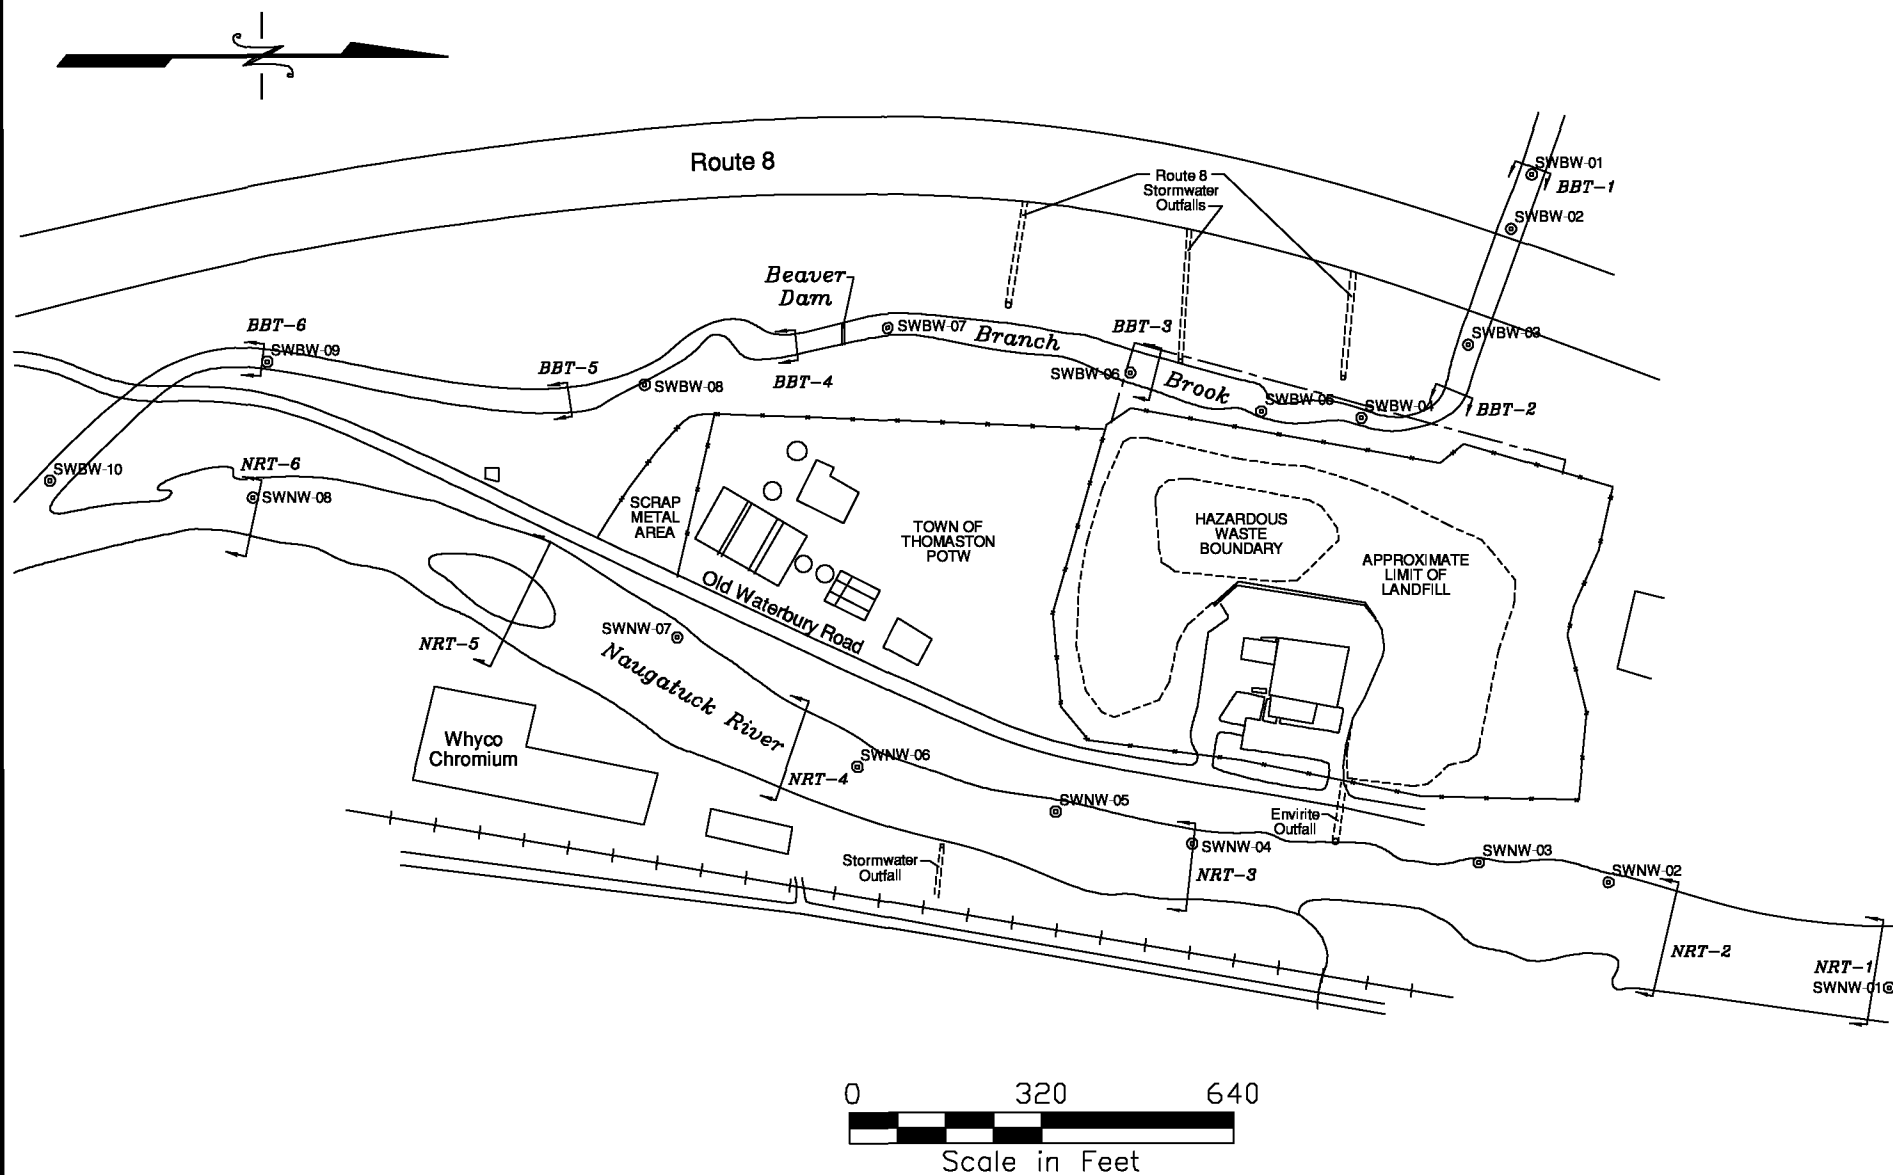 N
Route 8
Route 8
Stormwater
Outfalls
SWBW-01
BBT-1
SWBW-02
Beaver
Dam
BBT-6
SWBW-09
BBT-5
SWBW-08
BBT-4
SWBW-07
Branch
BBT-3
SWBW-06
Brook
SWBW-05
SWBW-04
SWBW-03
BBT-2
SWBW-10
NRT-6
SWNW-08
SCRAP
METAL
AREA
TOWN OF
THOMASTON
POTW
HAZARDOUS
WASTE
BOUNDARY
APPROXIMATE
LIMIT OF
LANDFILL
Old Waterbury Road
NRT-5
SWNW-07
Naugatuck River
Whyco
Chromium
NRT-4
SWNW-06
SWNW-05
Envirite
Outfall
SWNW-04
NRT-3
SWNW-03
SWNW-02
Stormwater
Outfall
NRT-2
NRT-1
SWNW-01
0 320 640
Scale in Feet